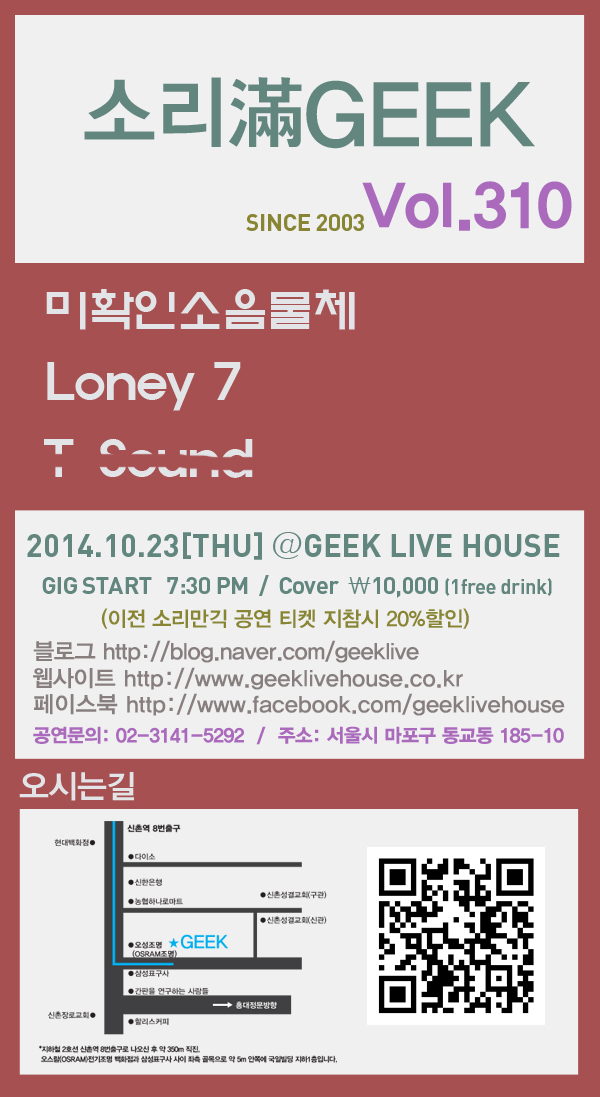 소리滿GEEK
SINCE 2003 Vol.310
미확인소음물체
Loney 7
T Sound
2014.10.23[THU] @GEEK LIVE HOUSE
GIG START 7:30 PM / Cover ₩10,000 (1free drink)
(이전 소리만긱 공연 티켓 지참시 20%할인)
블로그 http://blog.naver.com/geeklive
웹사이트 http://www.geeklivehouse.co.kr
페이스북 http://www.facebook.com/geeklivehouse
공연문의: 02-3141-5292 / 주소: 서울시 마포구 동교동 185-10
오시는길
신촌역 8번출구
현대백화점●
●다이소
●신한은행
●신촌성결교회(구관)
●농협하나로마트
●신촌성결교회(신관)
●오성조명 ★GEEK
(OSRAM조명)
●삼성표구사
●간판을 연구하는 사람들
→ 홍대정문방향
신촌장로교회●
●할리스커피
*지하철 2호선 신촌역 8번출구로 나오신 후 약 350m 직진.
오스람(OSRAM)전기조명 백화점과 삼성표구사 사이 좌측 골목으로 약 5m 안쪽에 국일빌딩 지하1층입니다.